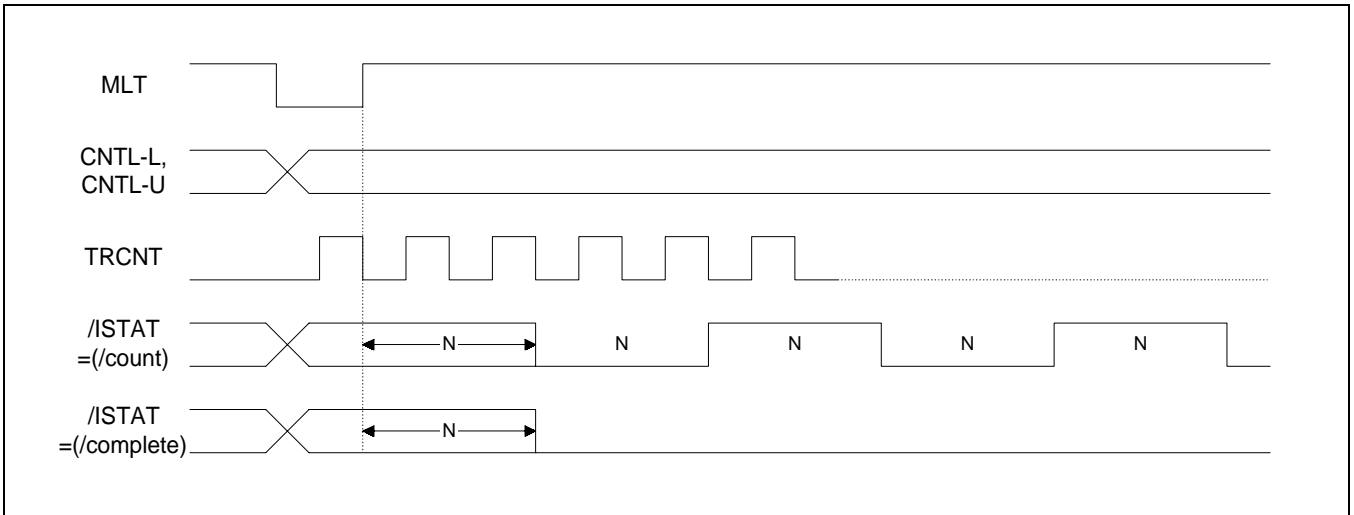 MLT
CNTL-L,
CNTL-U
TRCNT
/ISTAT
=(/count)
N N N N N
/ISTAT
=(/complete)
N